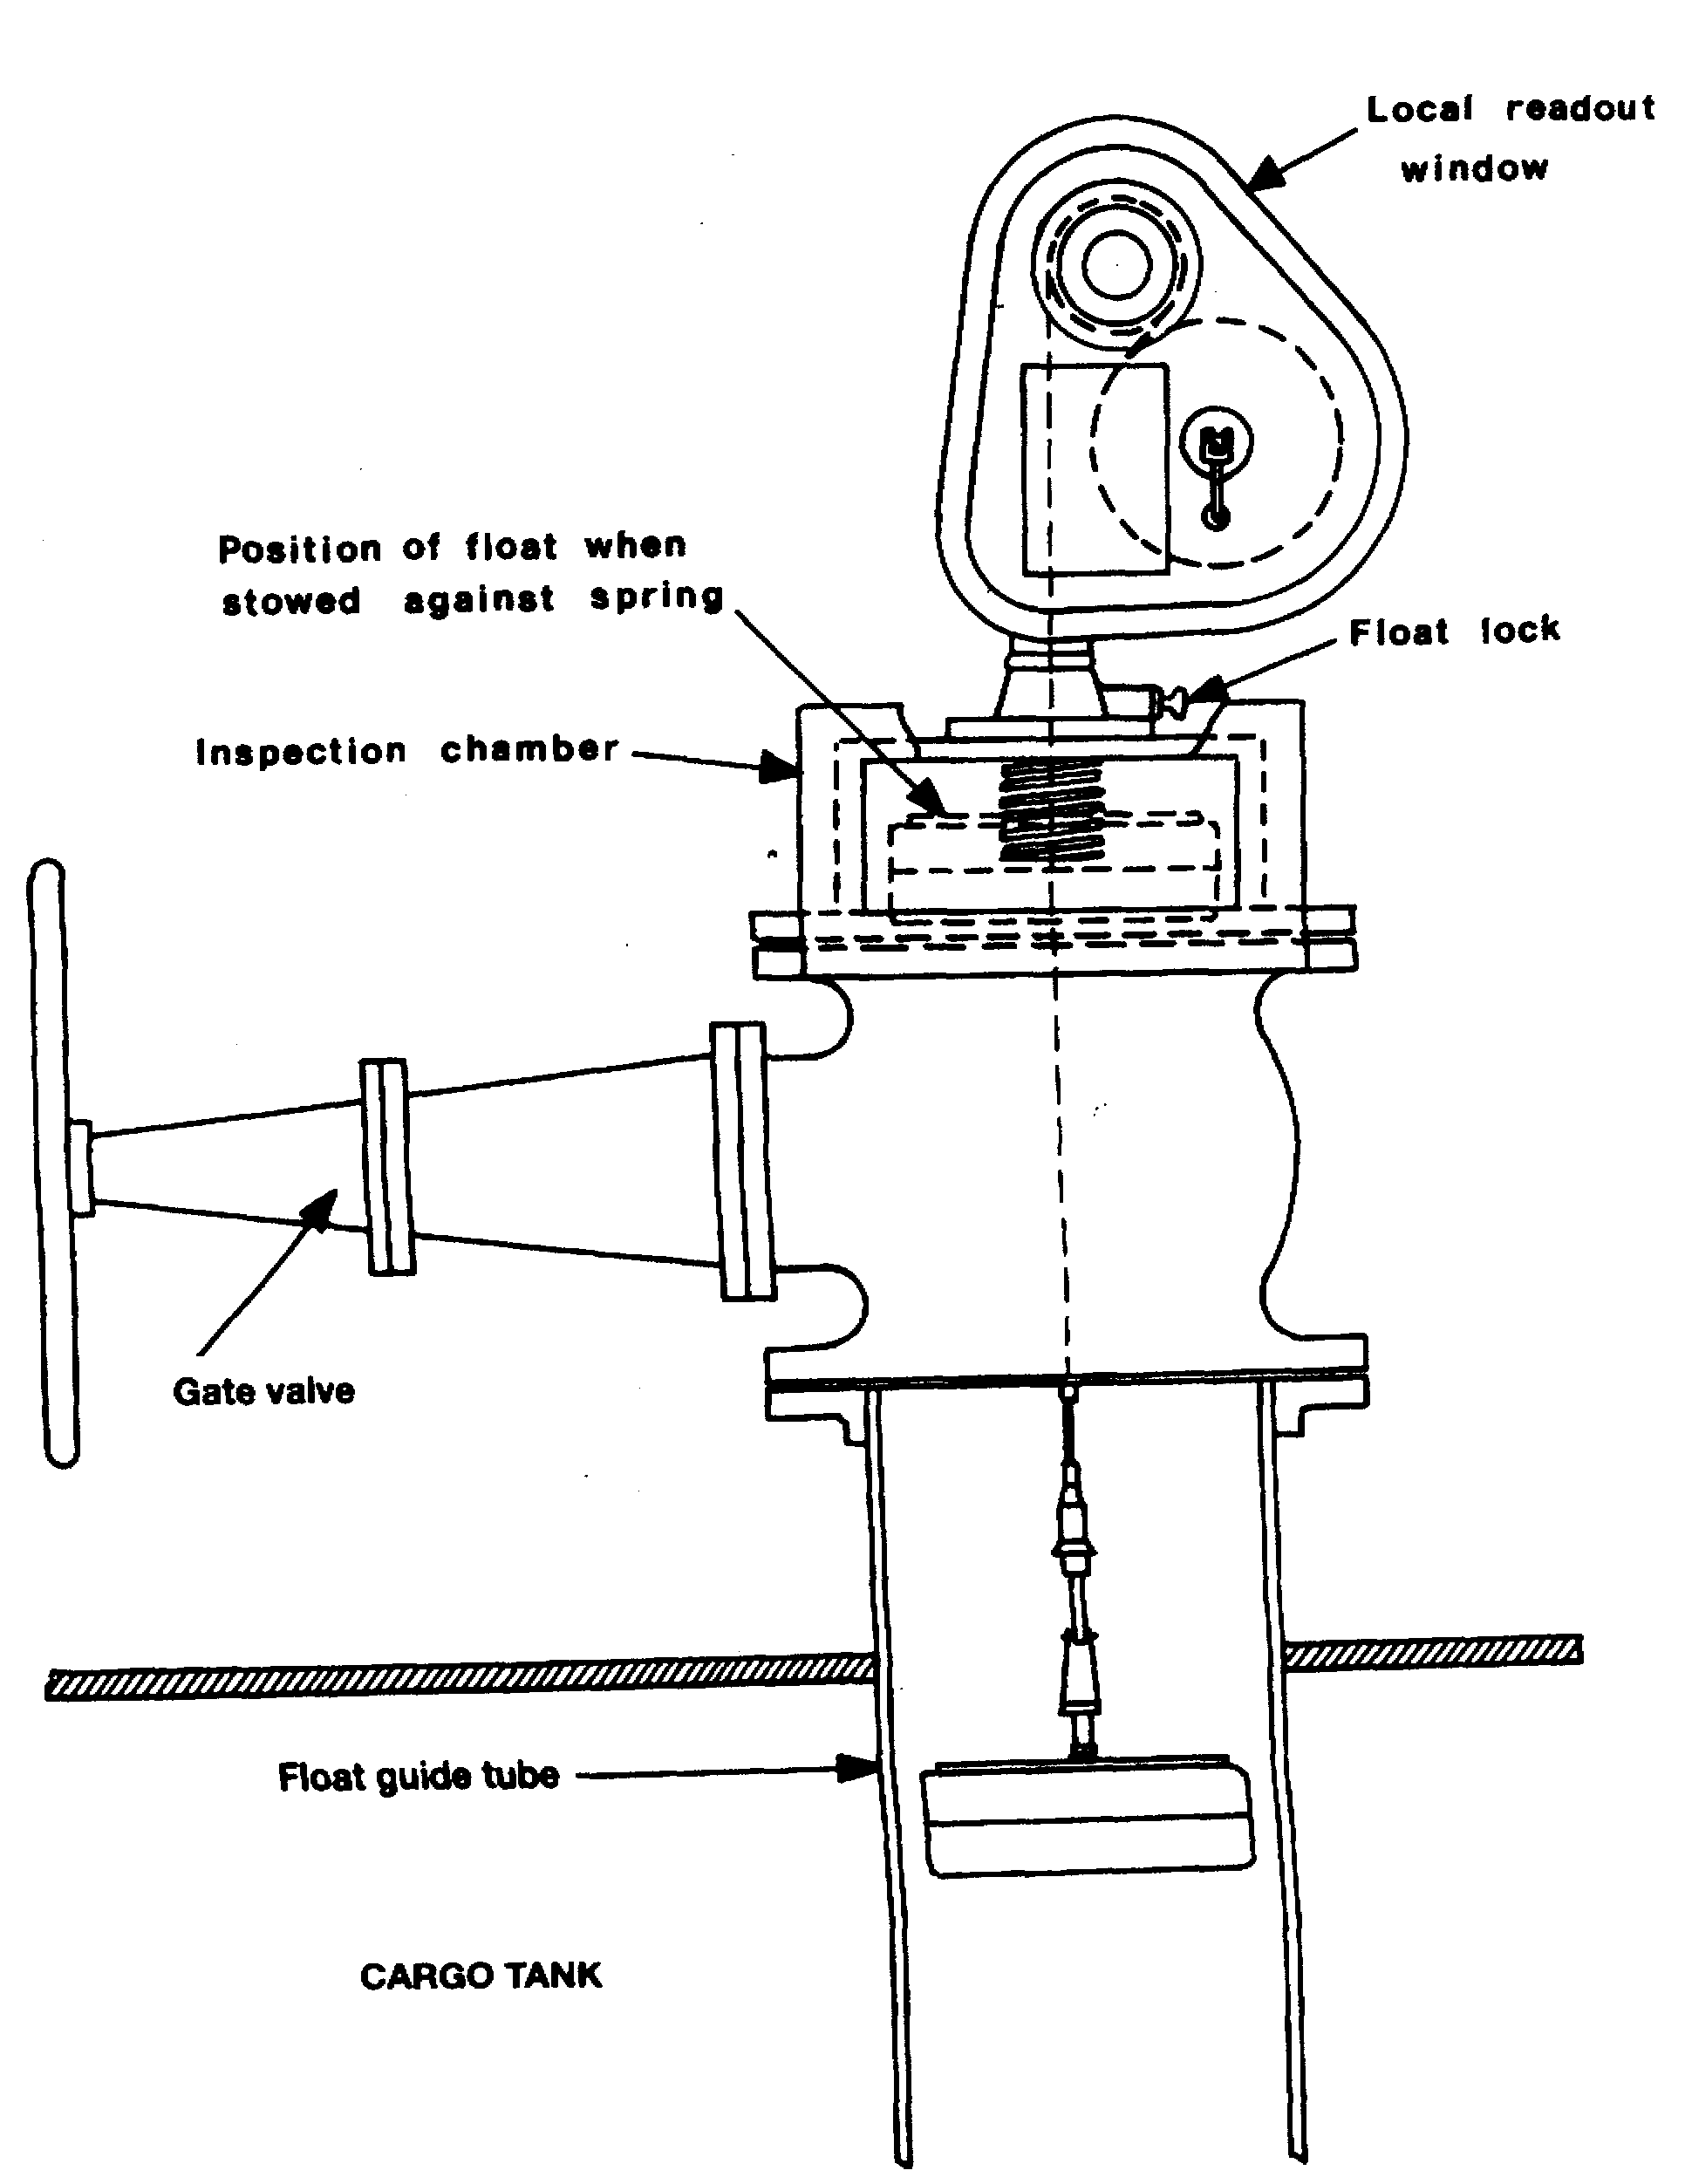 Local readout
window
Position of float when
stowed against spring
Float lock
Inspection chamber
Gate valve
Float guide tube
CARGO TANK